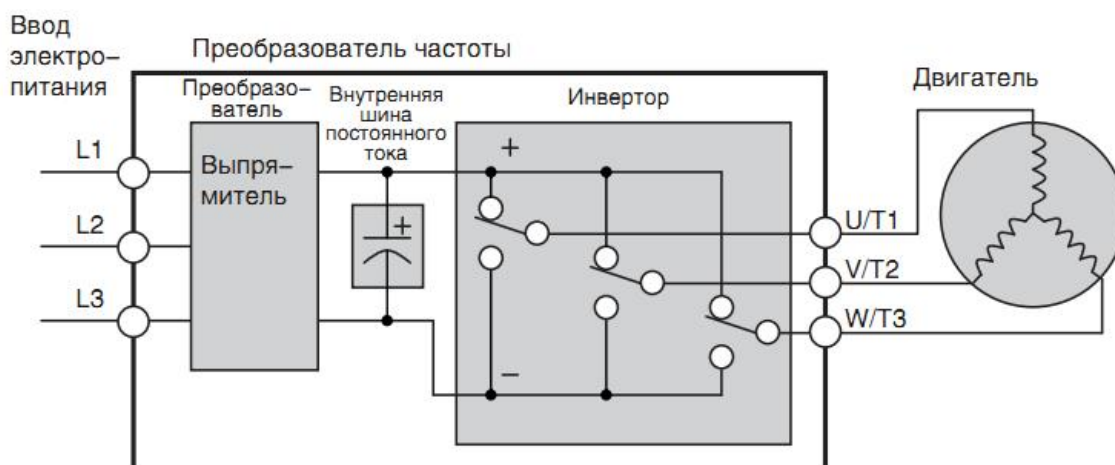 Ввод
электро-
питания
Преобразователь частоты
Преобразо-
ватель
Внутренняя
шина
постоянного
тока
Инвертор
Двигатель
L1
L2
L3
Выпря-
митель
+
+
−
U/T1
V/T2
W/T3